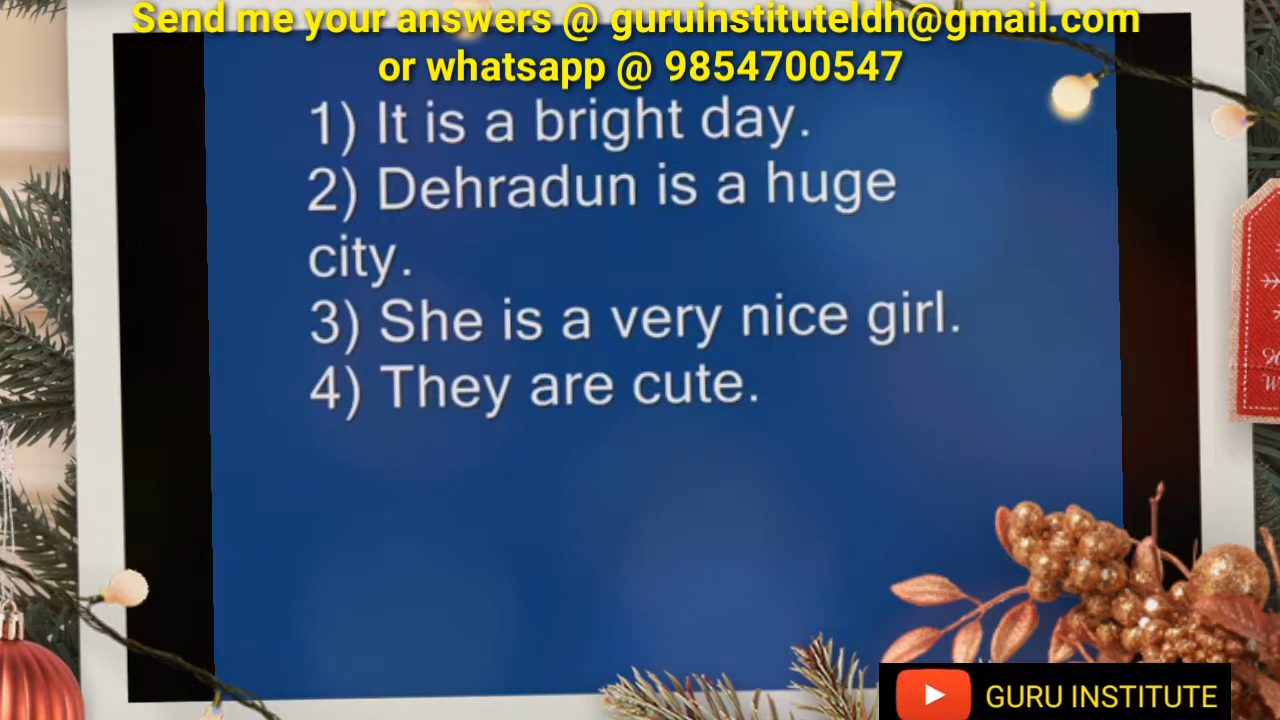 Send me your answers @ guruinstituteldh@gmail.com
or whatsapp @ 9854700547
1) It is a bright day.
2) Dehradun is a huge
city.
3) She is a very nice girl.
4) They are cute.
GURU INSTITUTE